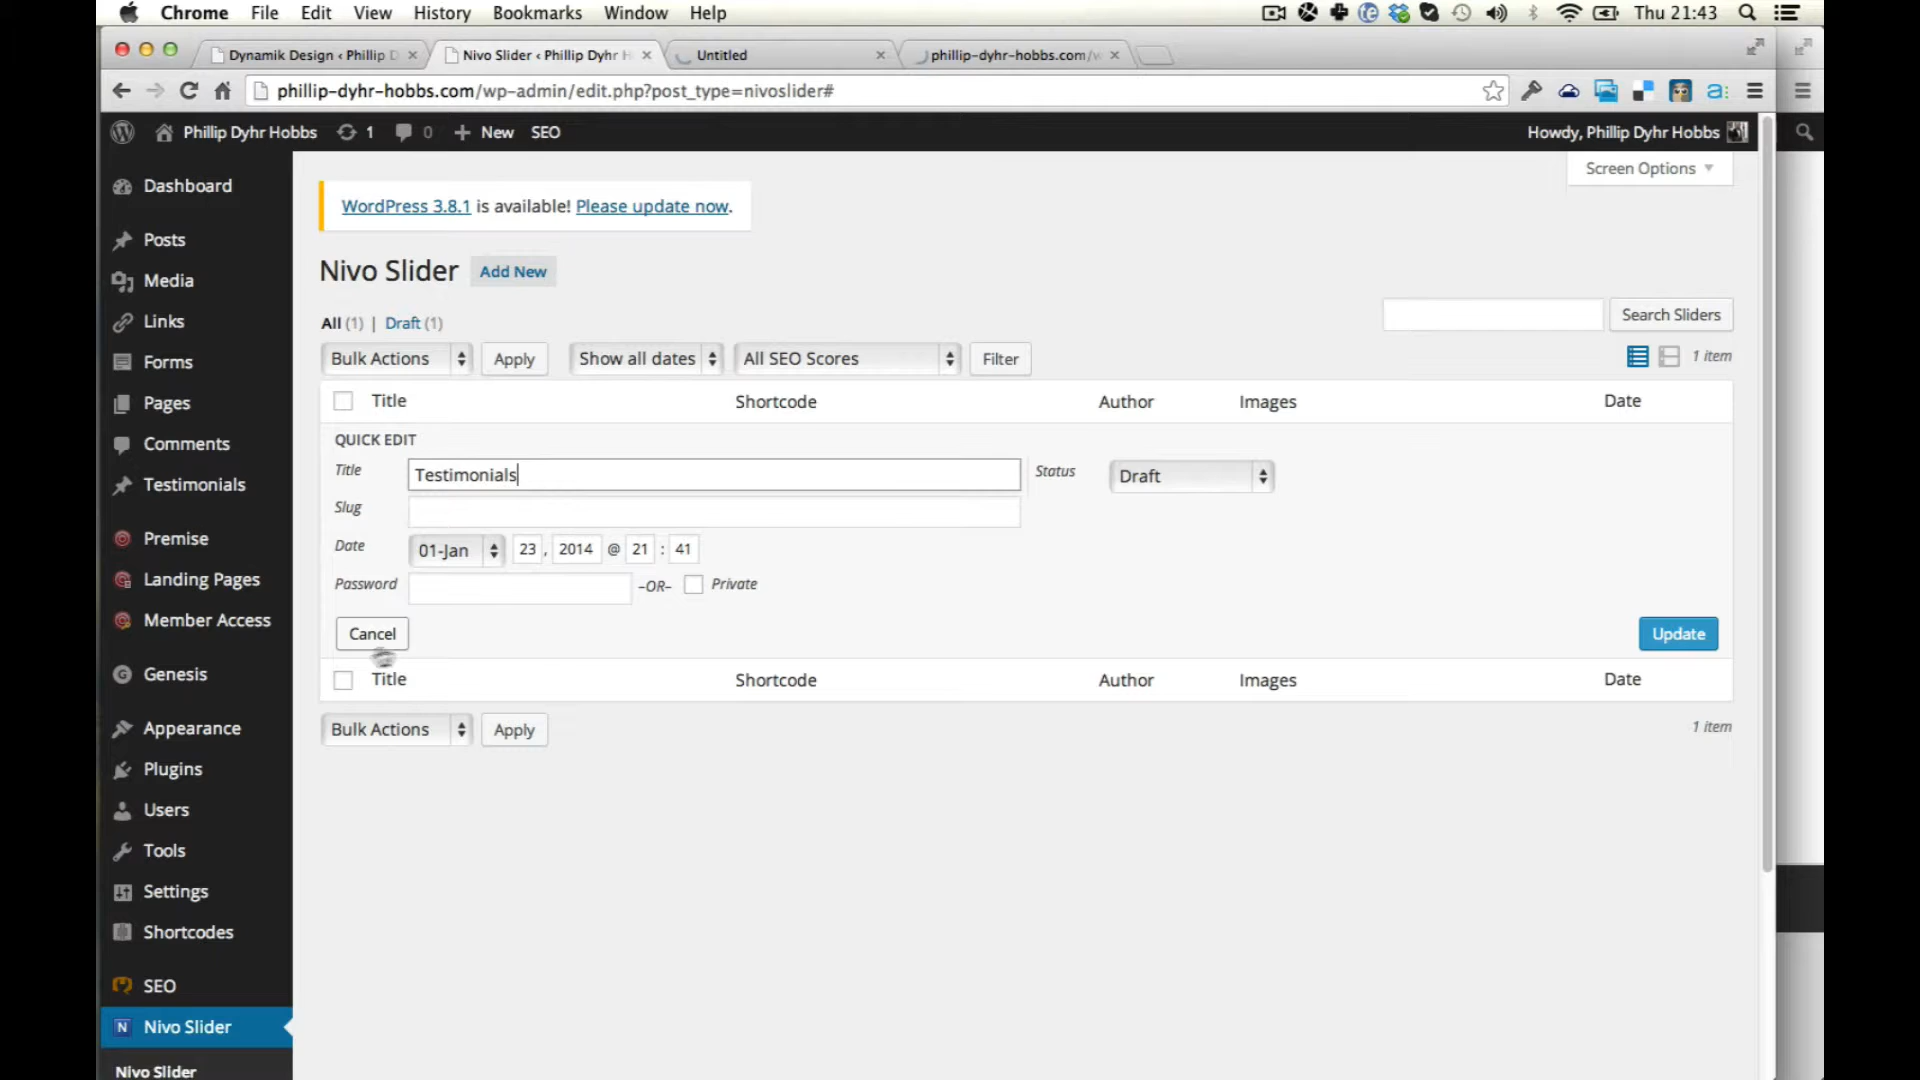 Chrome File Edit View History Bookmarks Window Help Thu 21:43
Dynamik Design ‹ Phillip D Nivo Slider ‹ Phillip Dyhr H Untitled phillip-dyhr-hobbs.com/w
phillip-dyhr-hobbs.com/wp-admin/edit.php?post_type=nivoslider#
Phillip Dyhr Hobbs 1 0 + New SEO Howdy, Phillip Dyhr Hobbs
Screen Options
Dashboard
WordPress 3.8.1 is available! Please update now.
Posts
Nivo Slider Add New
Media
Links
All (1) | Draft (1) Search Sliders
Forms
Bulk Actions Apply Show all dates All SEO Scores Filter 1 item
Pages
Title Shortcode Author Images Date
Comments
QUICK EDIT
Title Testimonials Status Draft
Testimonials
Slug
Premise
Date 01-Jan 23 , 2014 @ 21 : 41
Landing Pages
Password –OR– Private
Member Access
Cancel Update
Genesis
Title Shortcode Author Images Date
Appearance
Bulk Actions Apply 1 item
Plugins
Users
Tools
Settings
Shortcodes
SEO
N Nivo Slider
Nivo Slider